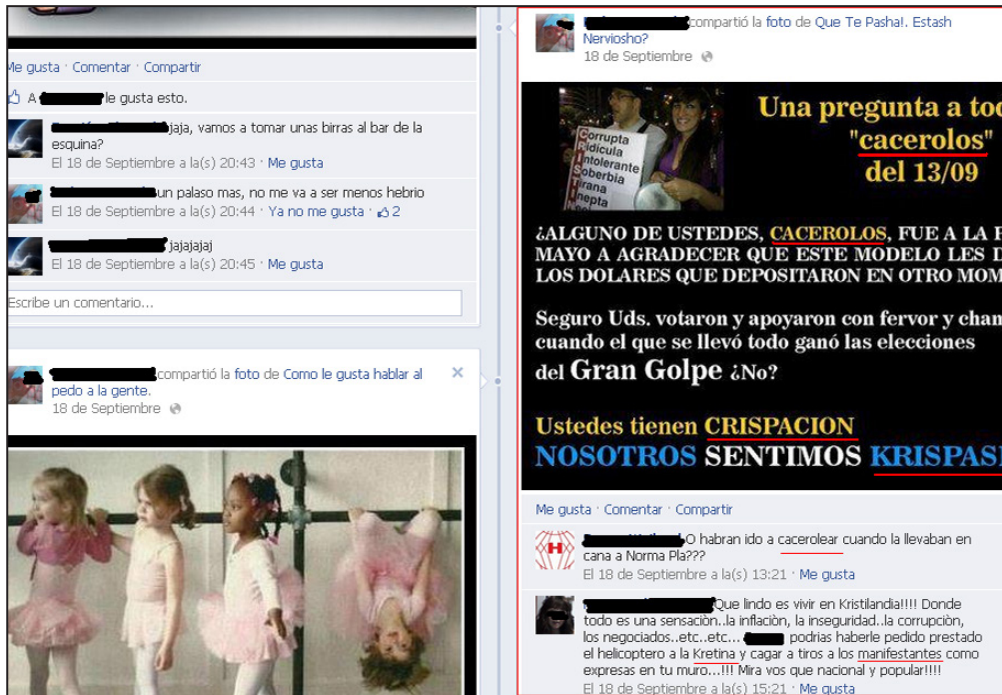 Me gusta · Comentar · Compartir
A le gusta esto.
jaja, vamos a tomar unas birras al bar de la
esquina?
El 18 de Septiembre a la(s) 20:43 · Me gusta
un palaso mas, no me va a ser menos hebrio
El 18 de Septiembre a la(s) 20:44 · Ya no me gusta · 2
jajajajaj
El 18 de Septiembre a la(s) 20:45 · Me gusta
Escribe un comentario...
compartió la foto de Como le gusta hablar al
pedo a la gente.
18 de Septiembre
compartió la foto de Que Te Pasha!. Estash
Nerviosho?
18 de Septiembre
Corrupta
Ridícula
Intolerante
Soberbia
Tirana
Inepta
Una pregunta a tod
"cacerolos"
del 13/09
¿ALGUNO DE USTEDES, CACEROLOS, FUE A LA P
MAYO A AGRADECER QUE ESTE MODELO LES D
LOS DOLARES QUE DEPOSITARON EN OTRO MOM
Seguro Uds. votaron y apoyaron con fervor y chan
cuando el que se llevó todo ganó las elecciones
del Gran Golpe ¿No?
Ustedes tienen CRISPACION
NOSOTROS SENTIMOS KRISPASI
Me gusta · Comentar · Compartir
O habran ido a cacerolear cuando la llevaban en
cana a Norma Pla???
El 18 de Septiembre a la(s) 13:21 · Me gusta
Que lindo es vivir en Kristilandia!!!! Donde
todo es una sensaciòn..la inflaciòn, la inseguridad..la corrupciòn,
los negociados..etc..etc... podrias haberle pedido prestado
el helicoptero a la Kretina y cagar a tiros a los manifestantes como
expresas en tu muro...!!! Mira vos que nacional y popular!!!!
El 18 de Septiembre a la(s) 15:21 · Me gusta